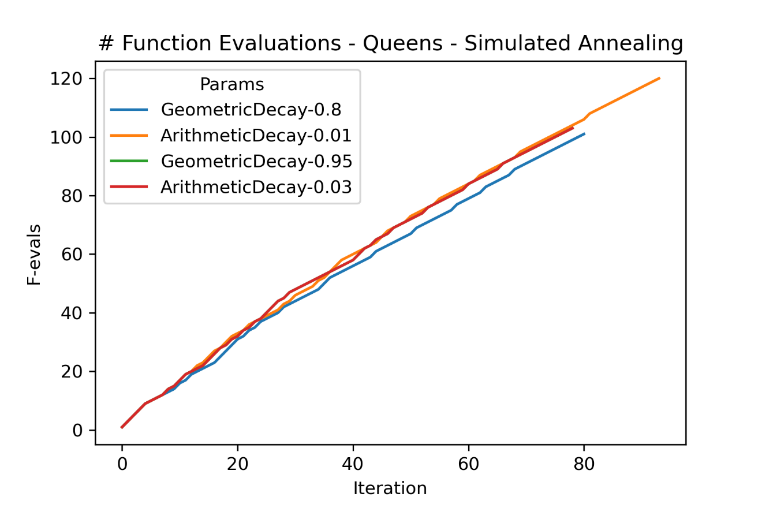 # Function Evaluations - Queens - Simulated Annealing
Params
GeometricDecay-0.8
ArithmeticDecay-0.01
GeometricDecay-0.95
ArithmeticDecay-0.03
F-evals
120
100
80
60
40
20
0
0 20 40 60 80
Iteration